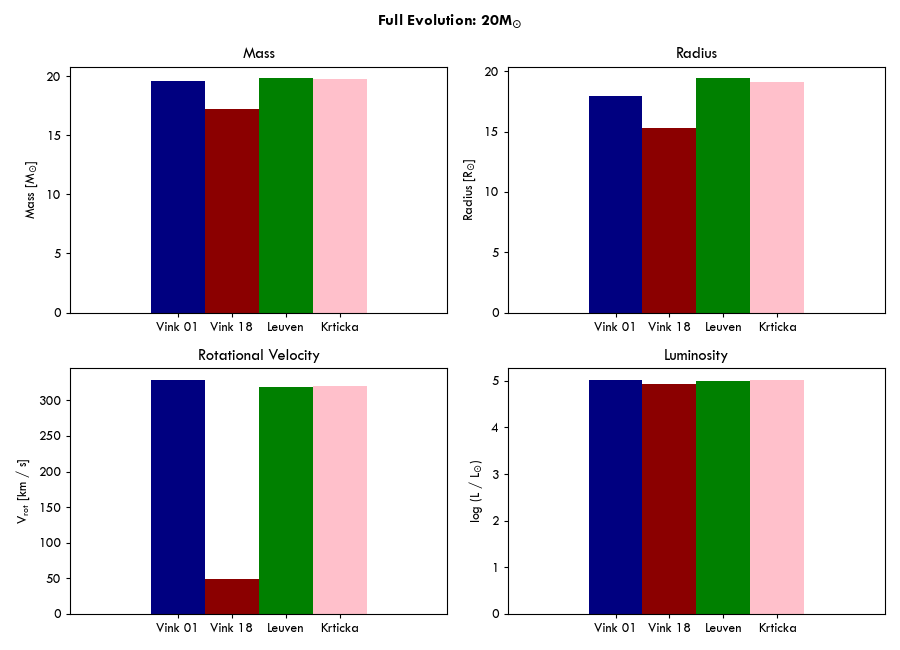 Full Evolution: 20M☉
Mass
Mass [M☉]
20
15
10
5
0
Vink 01 Vink 18 Leuven Krticka
Radius
Radius [R☉]
20
15
10
5
0
Vink 01 Vink 18 Leuven Krticka
Rotational Velocity
Vrot [km / s]
300
250
200
150
100
50
0
Vink 01 Vink 18 Leuven Krticka
Luminosity
log (L / L☉)
5
4
3
2
1
0
Vink 01 Vink 18 Leuven Krticka